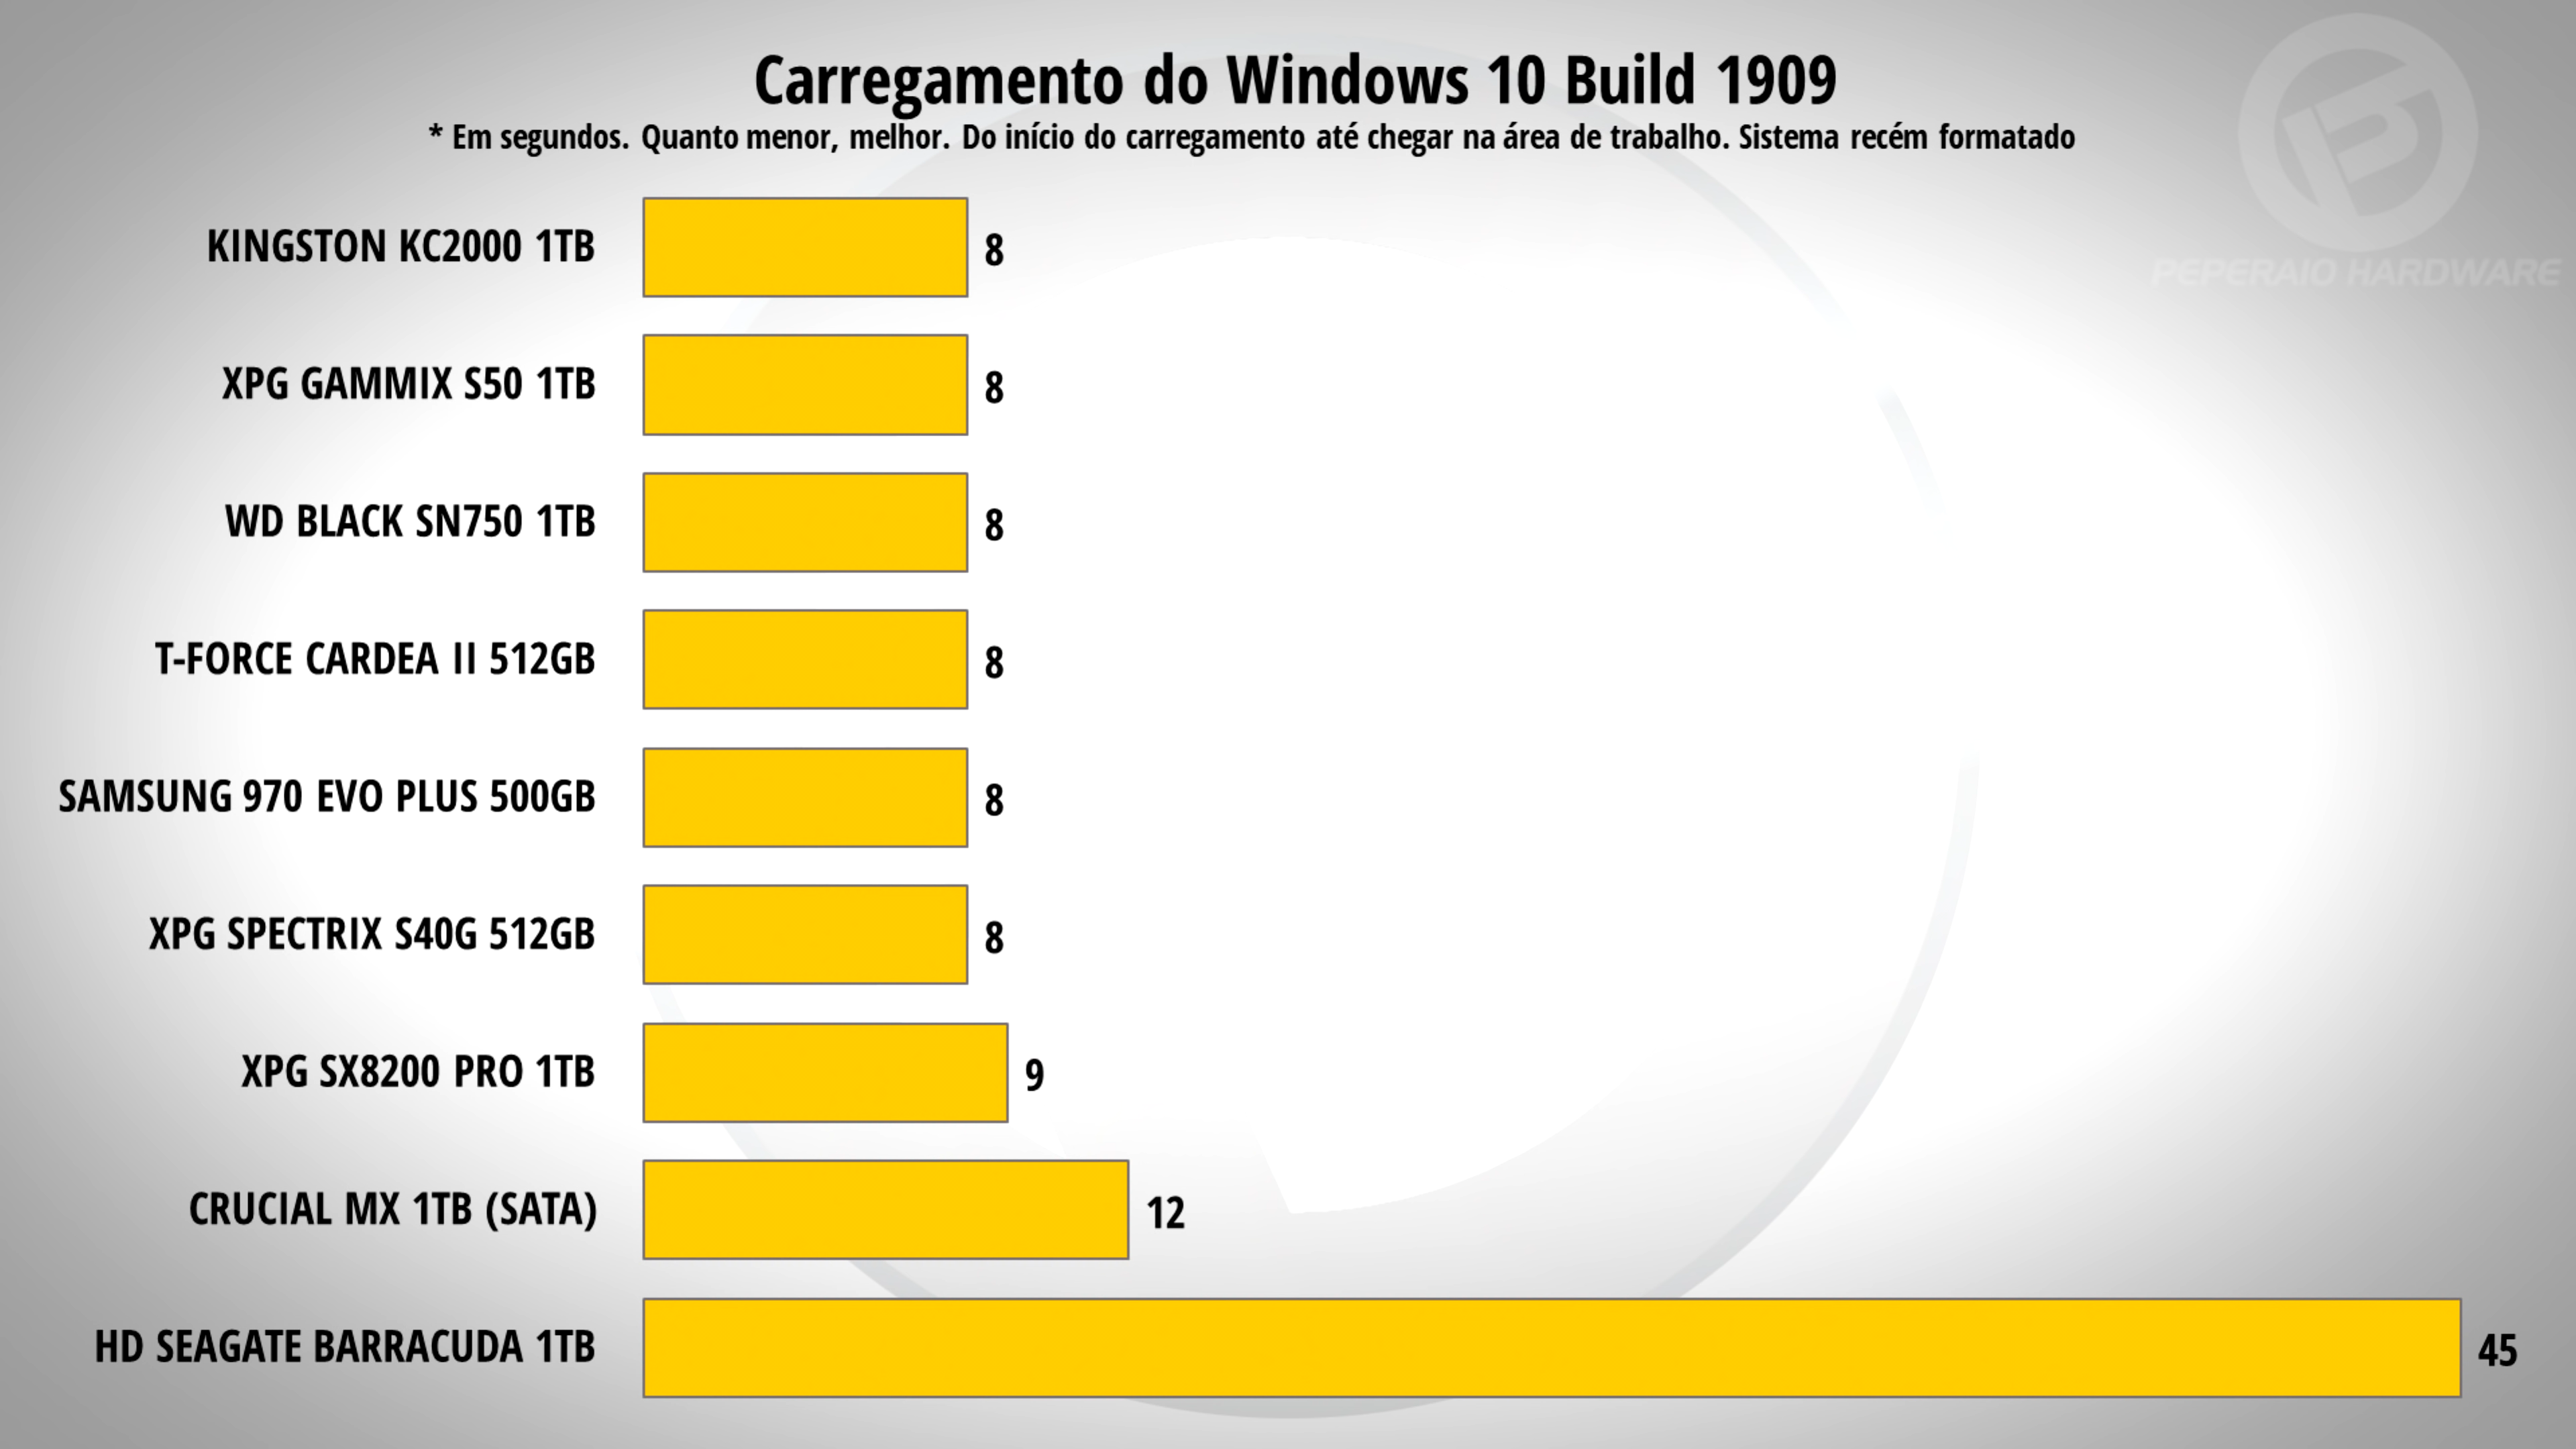 Carregamento do Windows 10 Build 1909
* Em segundos. Quanto menor, melhor. Do início do carregamento até chegar na área de trabalho. Sistema recém formatado
PEPERAIO HARDWARE
KINGSTON KC2000 1TB 8
XPG GAMMIX S50 1TB 8
WD BLACK SN750 1TB 8
T-FORCE CARDEA II 512GB 8
SAMSUNG 970 EVO PLUS 500GB 8
XPG SPECTRIX S40G 512GB 8
XPG SX8200 PRO 1TB 9
CRUCIAL MX 1TB (SATA) 12
HD SEAGATE BARRACUDA 1TB 45